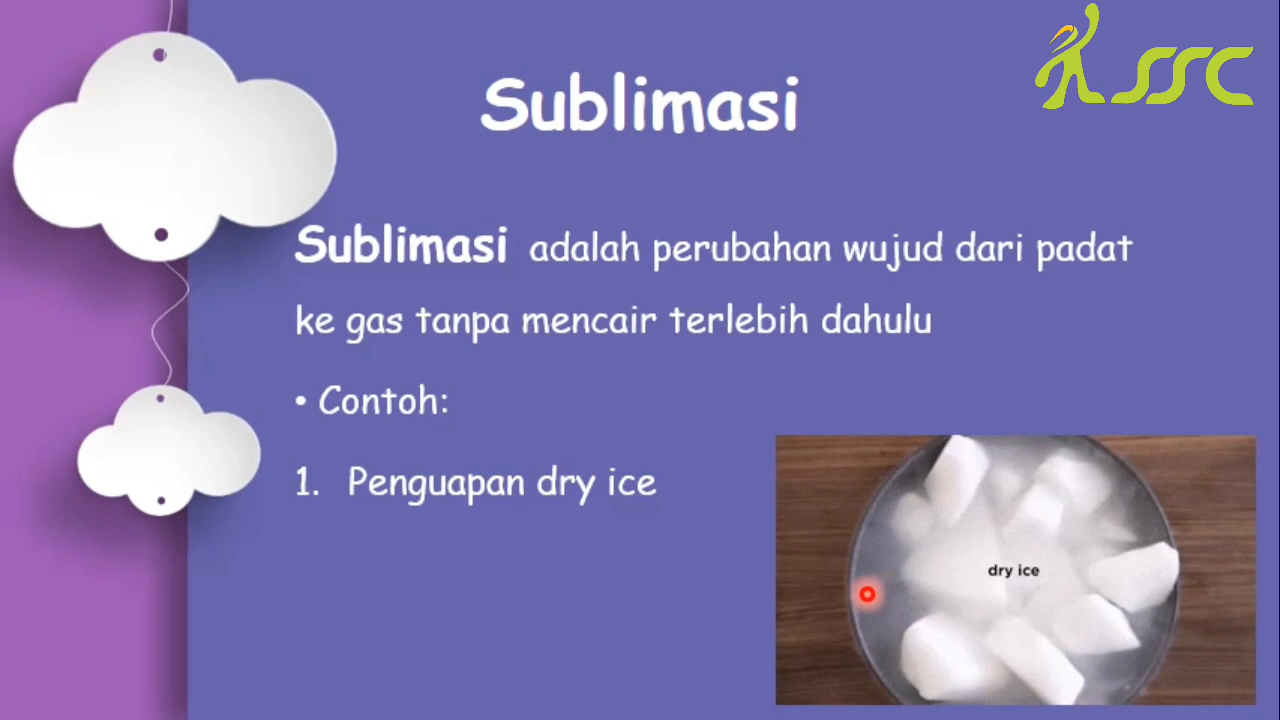 SSC
Sublimasi
Sublimasi adalah perubahan wujud dari padat
ke gas tanpa mencair terlebih dahulu
• Contoh:
1. Penguapan dry ice
dry ice